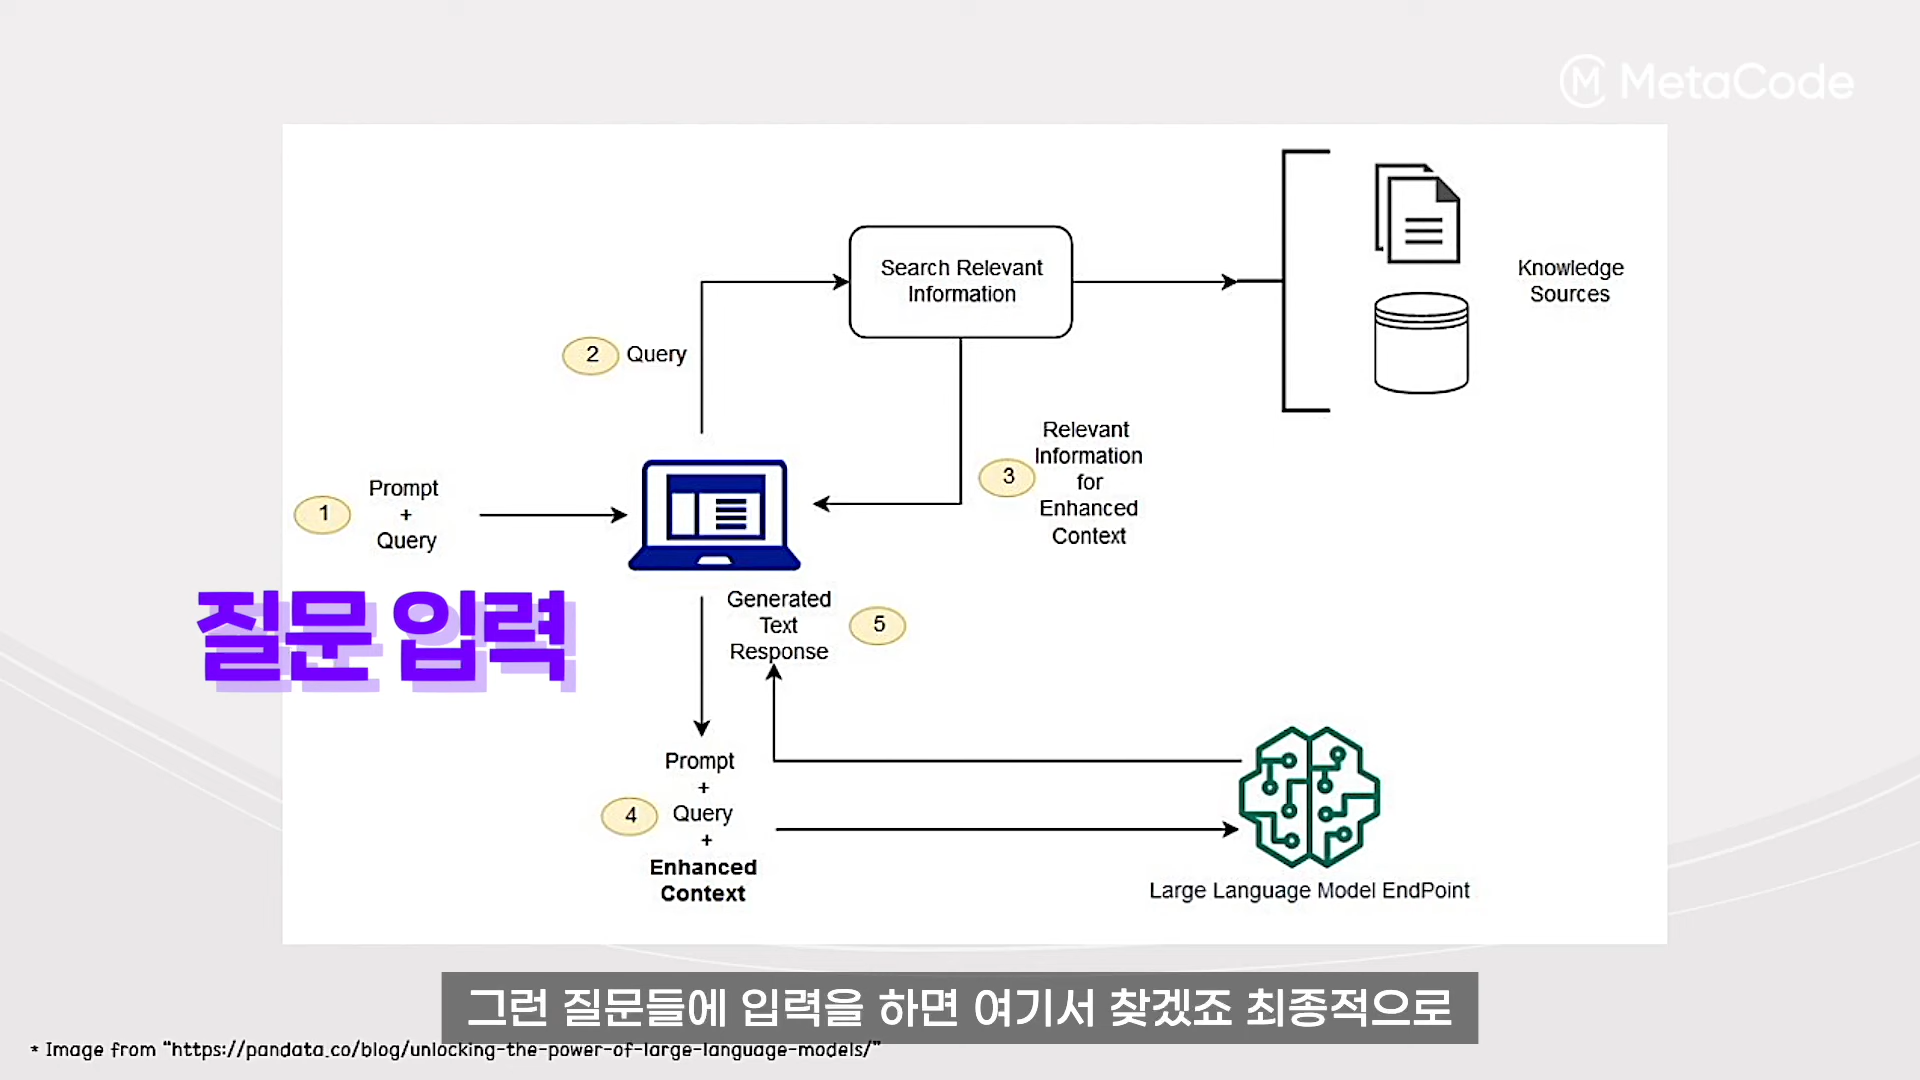 MetaCode
Search Relevant
Information
Knowledge
Sources
2 Query
Relevant
Information
for
Enhanced
Context
3
1
Prompt
+
Query
질문 입력
Generated
Text
Response
5
Prompt
+
Query
+
Enhanced
Context
4
Large Language Model EndPoint
그런 질문들에 입력을 하면 여기서 찾겠죠 최종적으로
* Image from “https://pandata.co/blog/unlocking-the-power-of-large-language-models/”